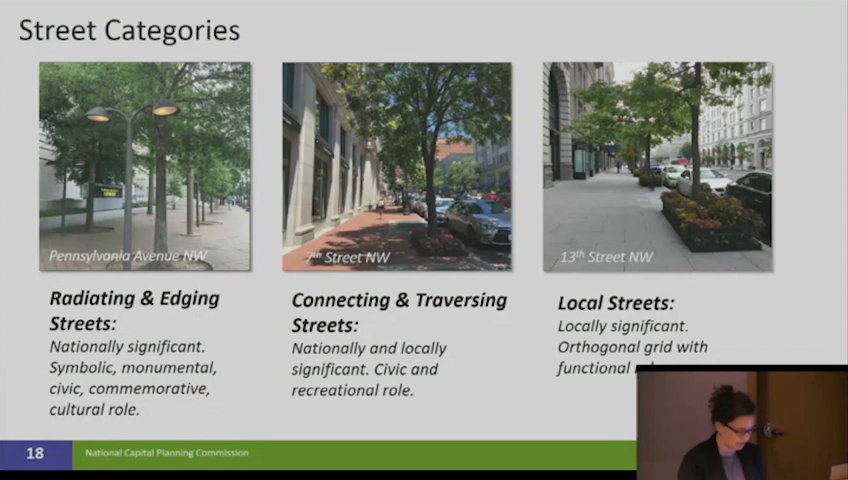 Street Categories
Pennsylvania Avenue NW
7th Street NW
13th Street NW
Radiating & Edging
Streets:
Nationally significant.
Symbolic, monumental,
civic, commemorative,
cultural role.
Connecting & Traversing
Streets:
Nationally and locally
significant. Civic and
recreational role.
Local Streets:
Locally significant.
Orthogonal grid with
functional
18
National Capital Planning Commission